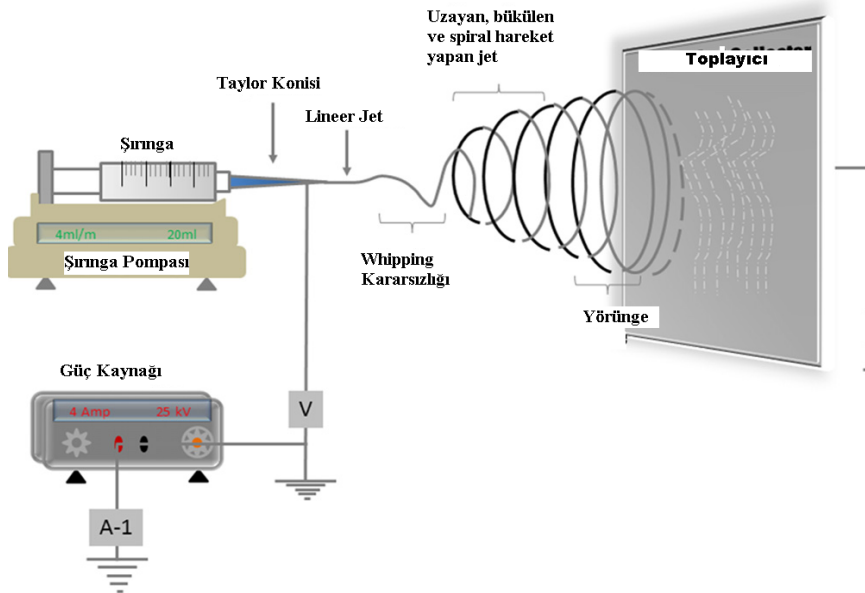 Uzayan, bükülen
ve spiral hareket
yapan jet
Toplayıcı
Taylor Konisi
Lineer Jet
Şırınga
4ml/m 20ml
Şırınga Pompası
Whipping
Kararsızlığı
Yörünge
Güç Kaynağı
4 Amp 25 kV
V
A-1